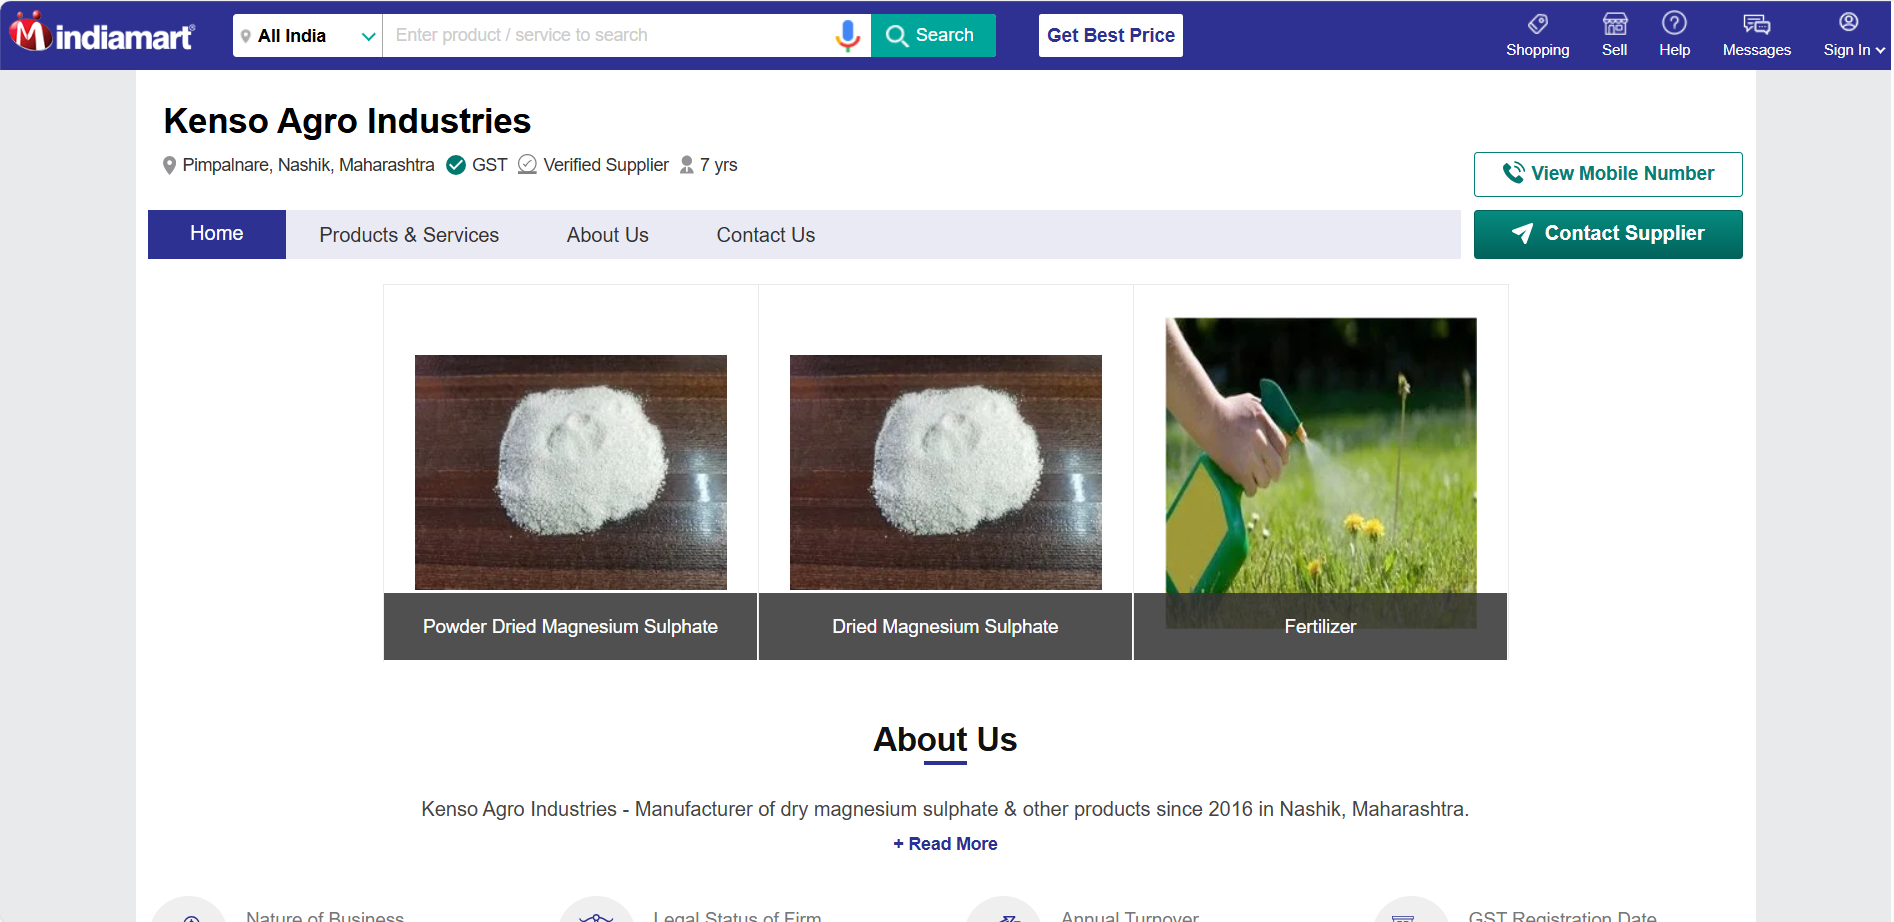 indiamart
All India
Enter product / service to search
Search
Get Best Price
Shopping
Sell
Help
Messages
Sign In
Kenso Agro Industries
Pimpalnare, Nashik, Maharashtra GST Verified Supplier 7 yrs
View Mobile Number
Home
Products & Services
About Us
Contact Us
Contact Supplier
Powder Dried Magnesium Sulphate
Dried Magnesium Sulphate
Fertilizer
About Us
Kenso Agro Industries - Manufacturer of dry magnesium sulphate & other products since 2016 in Nashik, Maharashtra.
+ Read More
Nature of Business
Legal Status of Firm
Annual Turnover
GST Registration Date